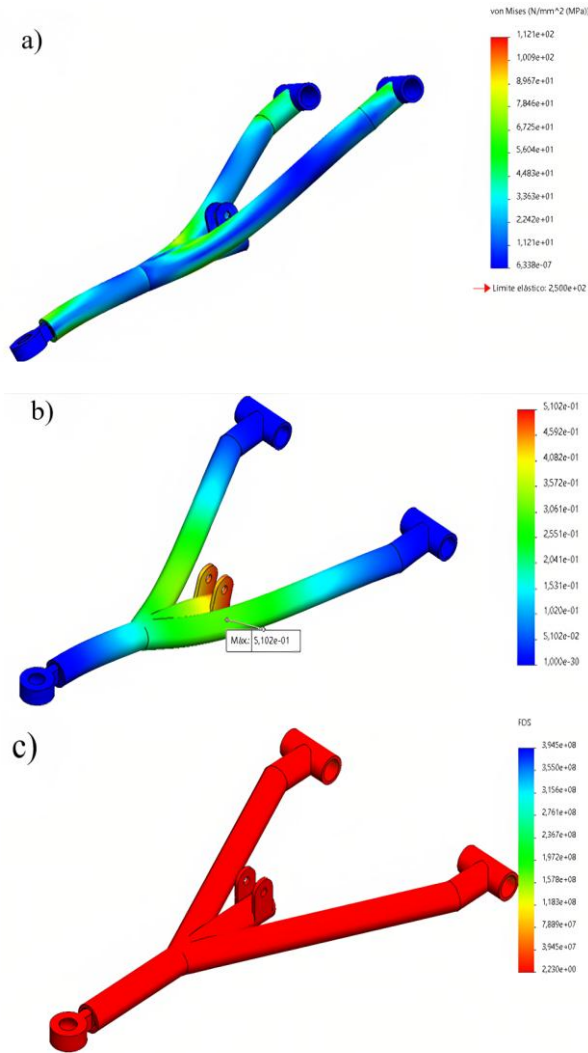 a)
von Mises (N/mm^2 (MPa))
1,121e+02
1,009e+02
8,967e+01
7,846e+01
6,725e+01
5,604e+01
4,483e+01
3,363e+01
2,242e+01
1,121e+01
6,338e-07
Límite elástico: 2,500e+02
b)
5,102e-01
4,592e-01
4,082e-01
3,572e-01
3,061e-01
2,551e-01
2,041e-01
1,531e-01
1,020e-01
5,102e-02
1,000e-30
Máx.: 5,102e-01
c)
FDS
3,945e+08
3,550e+08
3,156e+08
2,761e+08
2,367e+08
1,972e+08
1,578e+08
1,183e+08
7,889e+07
3,945e+07
2,230e+00